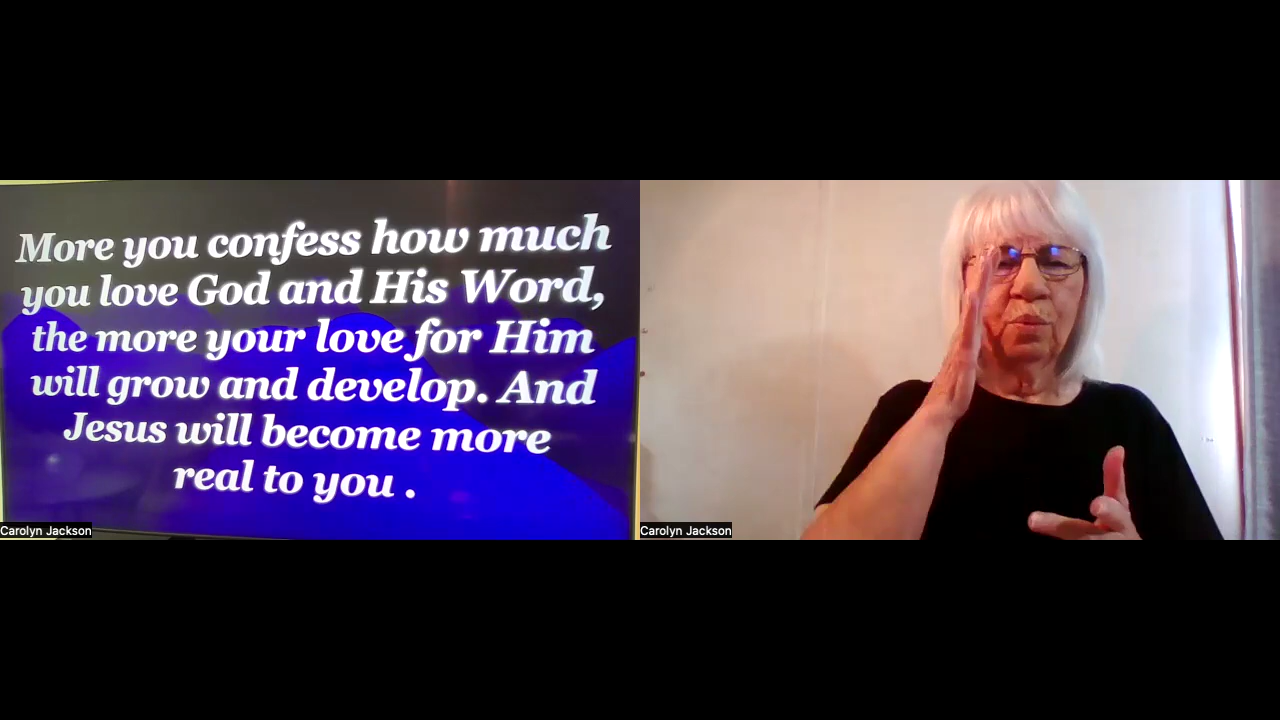 More you confess how much
you love God and His Word,
the more your love for Him
will grow and develop. And
Jesus will become more
real to you .
Carolyn Jackson
Carolyn Jackson